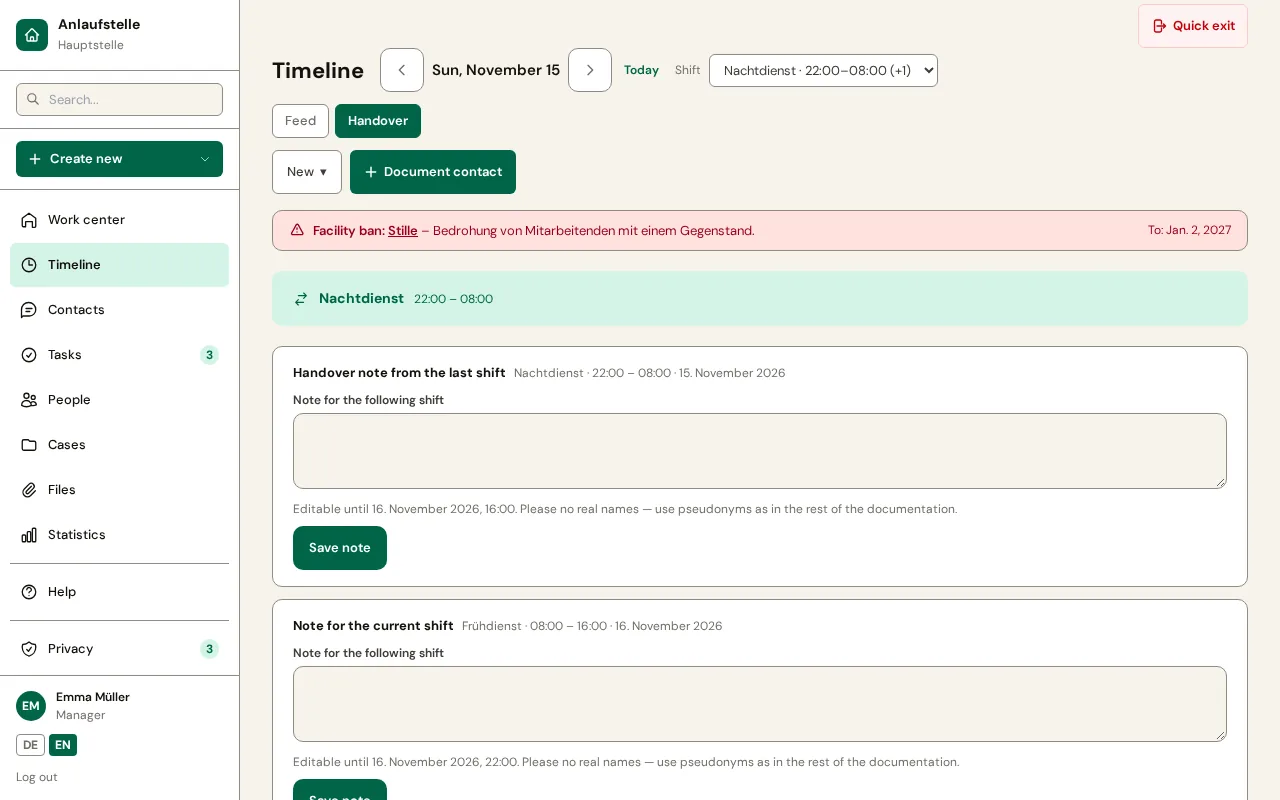 Anlaufstelle
Hauptstelle
Search...
Create new
Work center
Timeline
Contacts
Tasks 3
People
Cases
Files
Statistics
Help
Privacy 3
EM Emma Müller
Manager
DE EN
Log out
Quick exit
Timeline Sun, November 15 Today Shift Nachtdienst · 22:00–08:00 (+1)
Feed Handover
New ▾ Document contact
Facility ban: Stille – Bedrohung von Mitarbeitenden mit einem Gegenstand. To: Jan. 2, 2027
Nachtdienst 22:00 – 08:00
Handover note from the last shift Nachtdienst · 22:00 – 08:00 · 15. November 2026
Note for the following shift
Editable until 16. November 2026, 16:00. Please no real names — use pseudonyms as in the rest of the documentation.
Save note
Note for the current shift Frühdienst · 08:00 – 16:00 · 16. November 2026
Note for the following shift
Editable until 16. November 2026, 22:00. Please no real names — use pseudonyms as in the rest of the documentation.
Save note